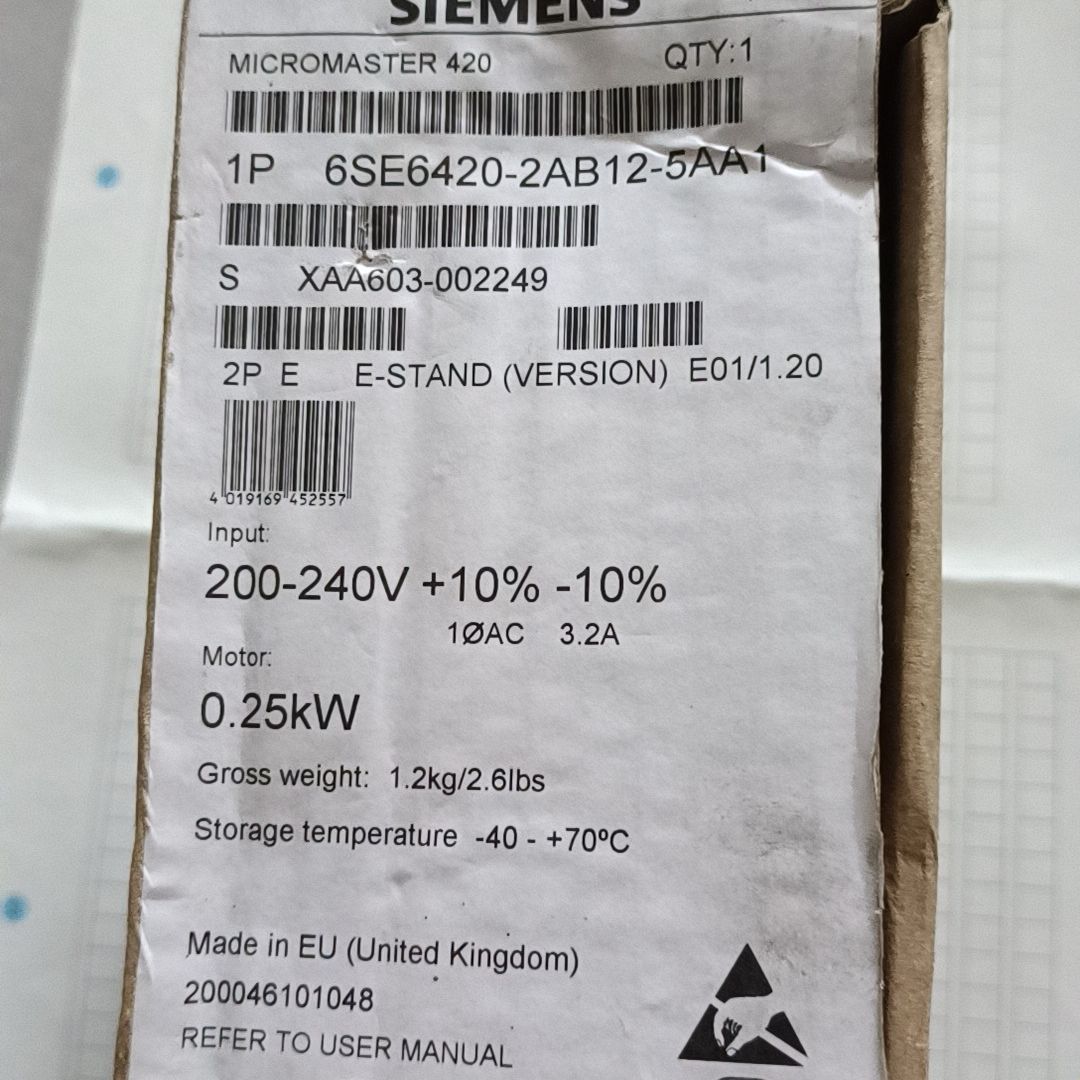 SIEMENS
MICROMASTER 420 QTY:1
1P 6SE6420-2AB12-5AA1
S XAA603-002249
2P E E-STAND (VERSION) E01/1.20
4 019169 452557
Input:
200-240V +10% -10%
1ØAC 3.2A
Motor:
0.25kW
Gross weight: 1.2kg/2.6lbs
Storage temperature -40 - +70ºC
Made in EU (United Kingdom)
200046101048
REFER TO USER MANUAL